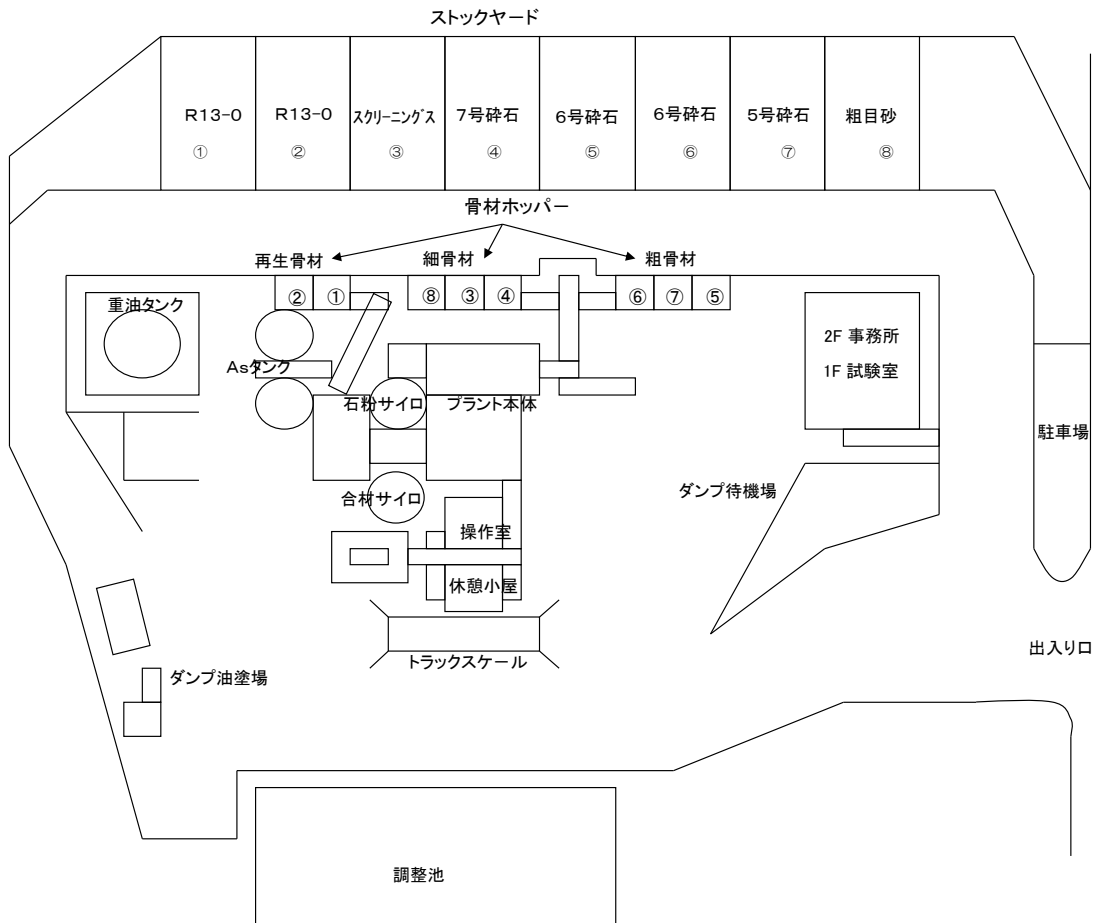 ストックヤード
R13-0
R13-0
スクリーニングス
7号砕石
6号砕石
6号砕石
5号砕石
粗目砂
①
②
③
④
⑤
⑥
⑦
⑧
骨材ホッパー
再生骨材
細骨材
粗骨材
②
①
⑧
③
④
⑥
⑦
⑤
重油タンク
2F 事務所
1F 試験室
Asタンク
石粉サイロ
プラント本体
駐車場
ダンプ待機場
合材サイロ
操作室
休憩小屋
出入り口
トラックスケール
ダンプ油塗場
調整池